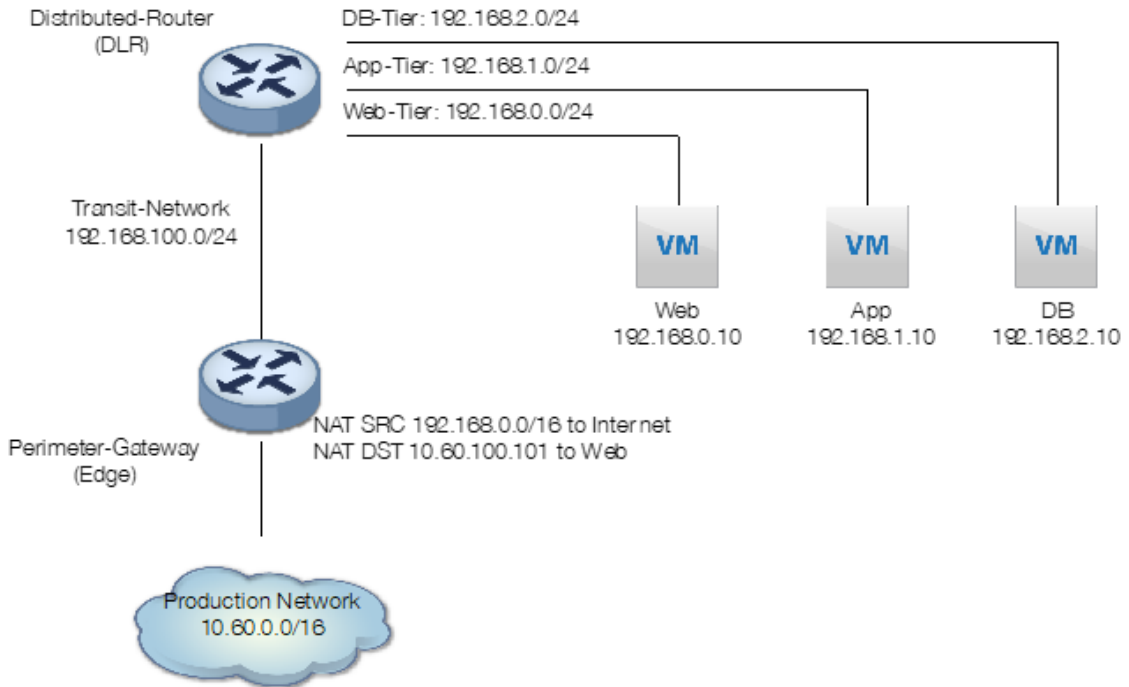 Distributed-Router
(DLR)
DB-Tier: 192.168.2.0/24
App-Tier: 192.168.1.0/24
Web-Tier: 192.168.0.0/24
Transit-Network
192.168.100.0/24
VM
VM
VM
Web
192.168.0.10
App
192.168.1.10
DB
192.168.2.10
NAT SRC 192.168.0.0/16 to Internet
NAT DST 10.60.100.101 to Web
Perimeter-Gateway
(Edge)
Production Network
10.60.0.0/16